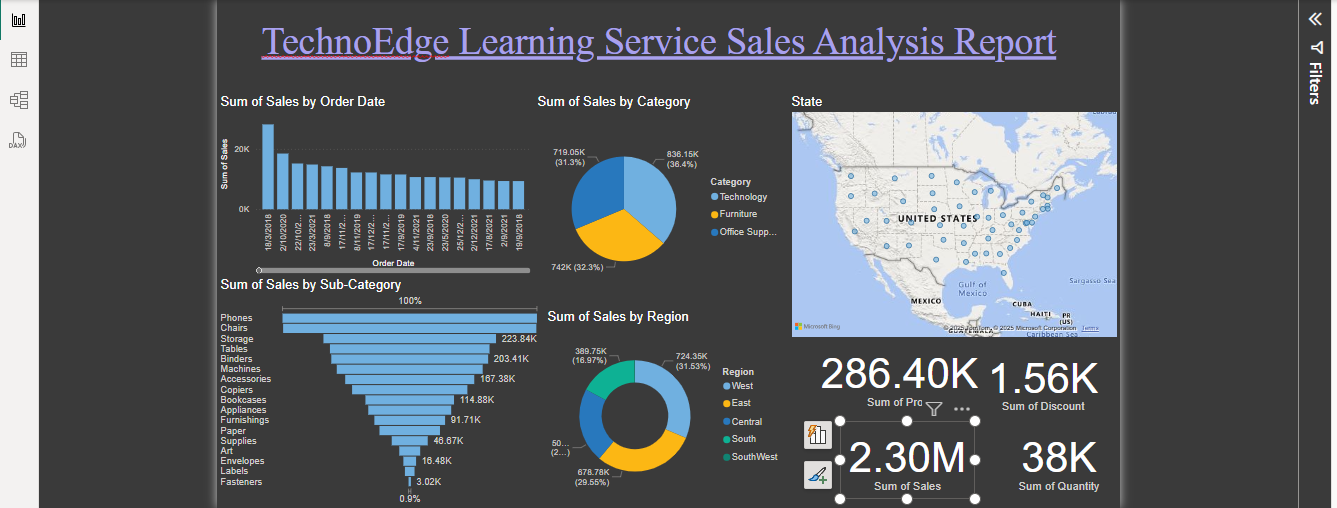 TechnoEdge Learning Service Sales Analysis Report
Filters
Sum of Sales by Order Date
Sum of Sales
20K
0K
18/3/2018
2/10/2020
22/10/2...
23/3/2021
8/9/2018
17/11/2...
8/11/2019
17/12/2...
17/11/2...
17/9/2019
4/11/2021
23/9/2018
23/5/2020
25/12/2...
2/12/2021
17/8/2021
2/9/2021
19/9/2018
Order Date
Sum of Sales by Category
719.05K
(31.3%)
836.15K
(36.4%)
742K (32.3%)
Category
Technology
Furniture
Office Supp...
State
UNITED STATES
MEXICO
Gulf of
Mexico
CUBA
HAITI
PR
(US)
Sargasso Sea
Caribbean Sea
GUATEMALA
Microsoft Bing
© 2025 TomTom, © 2025 Microsoft Corporation
Terms
Sum of Sales by Sub-Category
100%
Phones
Chairs
Storage
223.84K
Tables
Binders
203.41K
Machines
Accessories
167.38K
Copiers
Bookcases
114.88K
Appliances
Furnishings
91.71K
Paper
Supplies
46.67K
Art
Envelopes
16.48K
Labels
Fasteners
3.02K
0.9%
Sum of Sales by Region
389.75K
(16.97%)
724.35K
(31.53%)
50...
(2...)
678.78K
(29.55%)
Region
West
East
Central
South
SouthWest
286.40K
Sum of Pro
1.56K
Sum of Discount
2.30M
Sum of Sales
38K
Sum of Quantity
DAX